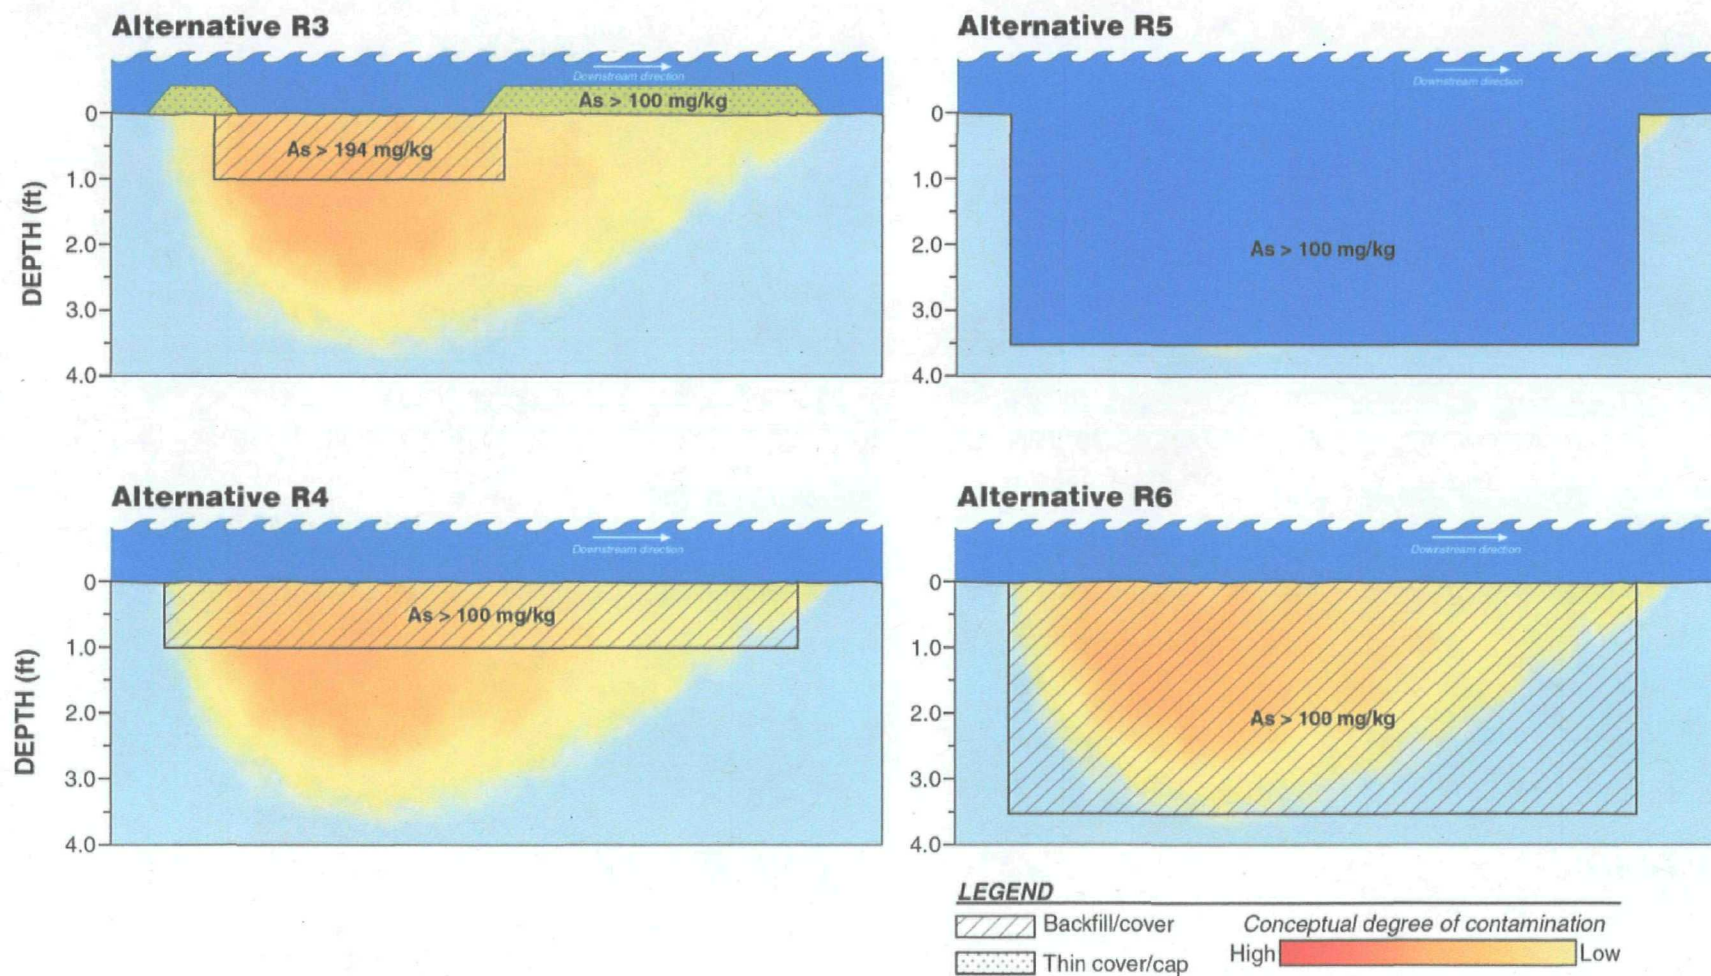 Alternative R3
Downstream direction
As > 100 mg/kg
As > 194 mg/kg
0
1.0
2.0
3.0
4.0
DEPTH (ft)
Alternative R5
Downstream direction
As > 100 mg/kg
0
1.0
2.0
3.0
4.0
Alternative R4
Downstream direction
As > 100 mg/kg
0
1.0
2.0
3.0
4.0
DEPTH (ft)
Alternative R6
Downstream direction
As > 100 mg/kg
0
1.0
2.0
3.0
4.0
LEGEND
Backfill/cover
Thin cover/cap
Conceptual degree of contamination
High Low